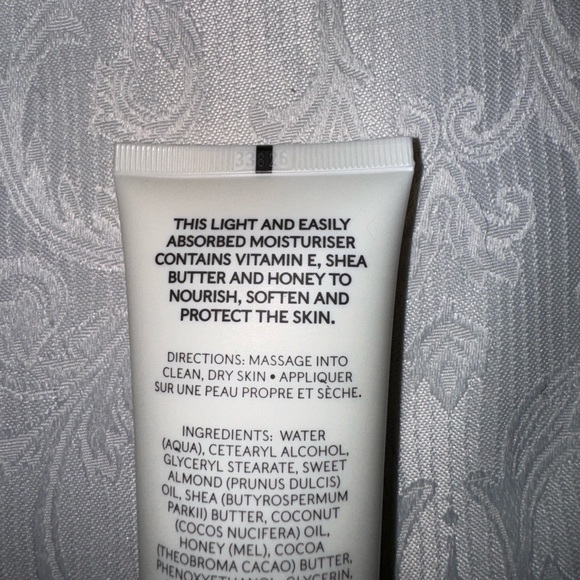 THIS LIGHT AND EASILY
ABSORBED MOISTURISER
CONTAINS VITAMIN E, SHEA
BUTTER AND HONEY TO
NOURISH, SOFTEN AND
PROTECT THE SKIN.
DIRECTIONS: MASSAGE INTO
CLEAN, DRY SKIN • APPLIQUER
SUR UNE PEAU PROPRE ET SÈCHE.
INGREDIENTS: WATER
(AQUA), CETEARYL ALCOHOL,
GLYCERYL STEARATE, SWEET
ALMOND (PRUNUS DULCIS)
OIL, SHEA (BUTYROSPERMUM
PARKII) BUTTER, COCONUT
(COCOS NUCIFERA) OIL,
HONEY (MEL), COCOA
(THEOBROMA CACAO) BUTTER,
PHENOXYETHANOL, GLYCERIN,